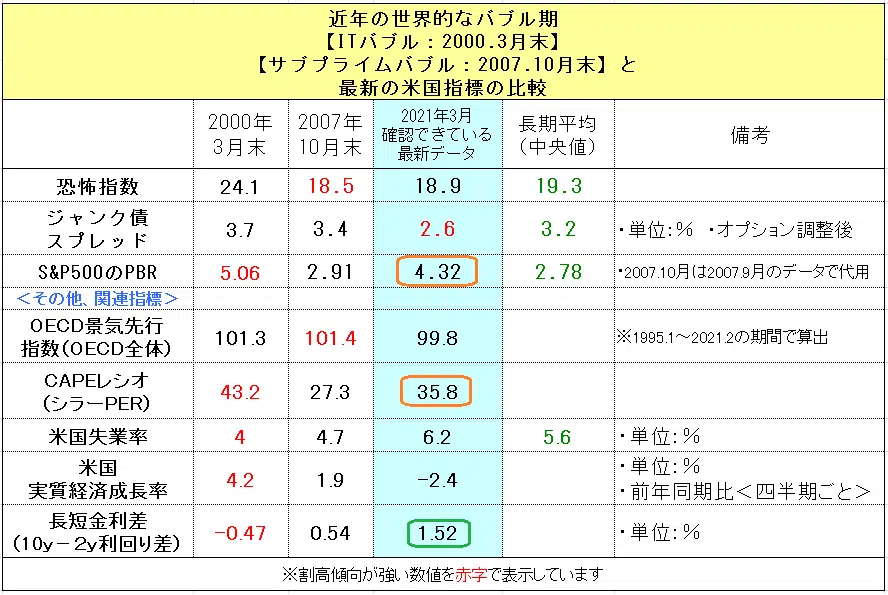 近年の世界的なバブル期
【ITバブル：2000.3月末】
【サブプライムバブル：2007.10月末】と
最新の米国指標の比較
2000年
3月末
2007年
10月末
2021年3月
確認できている
最新データ
長期平均
（中央値）
備考
恐怖指数
24.1
18.5
18.9
19.3
ジャンク債
スプレッド
3.7
3.4
2.6
3.2
・単位：％　・オプション調整後
S&P500のPBR
5.06
2.91
4.32
2.78
・2007.10月は2007.9月のデータで代用
＜その他、関連指標＞
OECD景気先行
指数(OECD全体)
101.3
101.4
99.8
※1995.1～2021.2の期間で算出
CAPEレシオ
(シラーPER)
43.2
27.3
35.8
米国失業率
4
4.7
6.2
5.6
・単位：％
米国
実質経済成長率
4.2
1.9
−2.4
・単位：％
・前年同期比＜四半期ごと＞
長短金利差
(10y−2y利回り差)
−0.47
0.54
1.52
・単位：％
※割高傾向が強い数値を赤字で表示しています